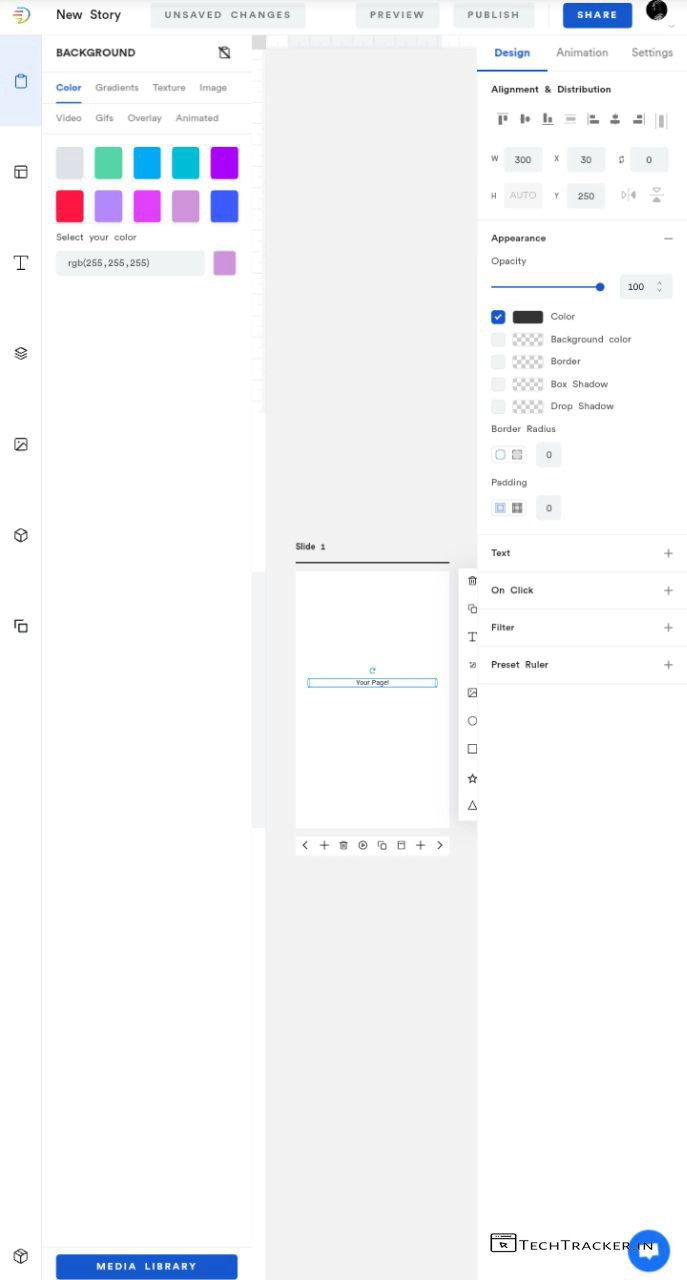 New Story
UNSAVED CHANGES
PREVIEW
PUBLISH
SHARE
BACKGROUND
Color Gradients Texture Image
Video Gifs Overlay Animated
Select your color
rgb(255,255,255)
MEDIA LIBRARY
Slide 1
Your Page!
Design Animation Settings
Alignment & Distribution
W 300 X 30 0
H AUTO Y 250
Appearance
Opacity
100
Color
Background color
Border
Box Shadow
Drop Shadow
Border Radius
0
Padding
0
Text
On Click
Filter
Preset Ruler
TECHTRACKER.IN